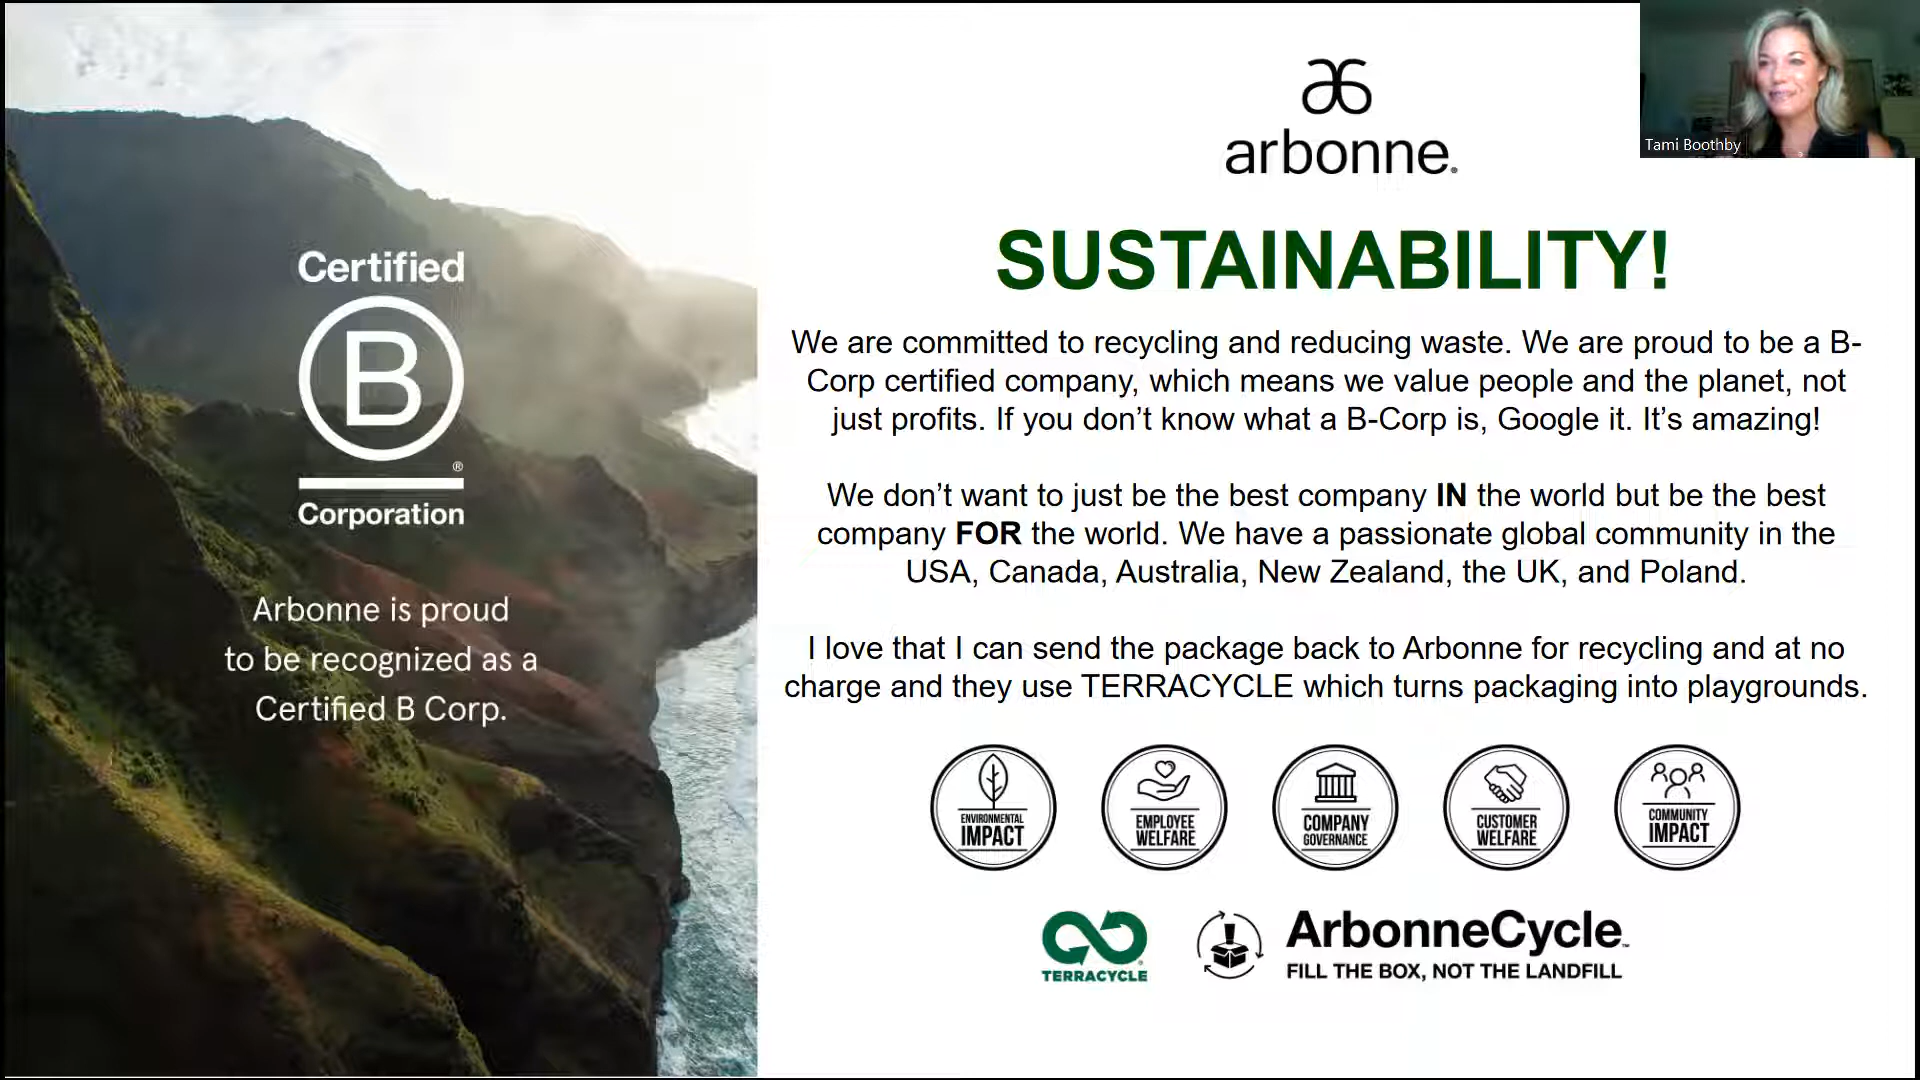 Certified
B
®
Corporation
Arbonne is proud
to be recognized as a
Certified B Corp.
arbonne®
Tami Boothby
SUSTAINABILITY!
We are committed to recycling and reducing waste. We are proud to be a B-
Corp certified company, which means we value people and the planet, not
just profits. If you don’t know what a B-Corp is, Google it. It’s amazing!
We don’t want to just be the best company IN the world but be the best
company FOR the world. We have a passionate global community in the
USA, Canada, Australia, New Zealand, the UK, and Poland.
I love that I can send the package back to Arbonne for recycling and at no
charge and they use TERRACYCLE which turns packaging into playgrounds.
ENVIRONMENTAL
IMPACT
EMPLOYEE
WELFARE
COMPANY
GOVERNANCE
CUSTOMER
WELFARE
COMMUNITY
IMPACT
TERRACYCLE®
ArbonneCycle™
FILL THE BOX, NOT THE LANDFILL